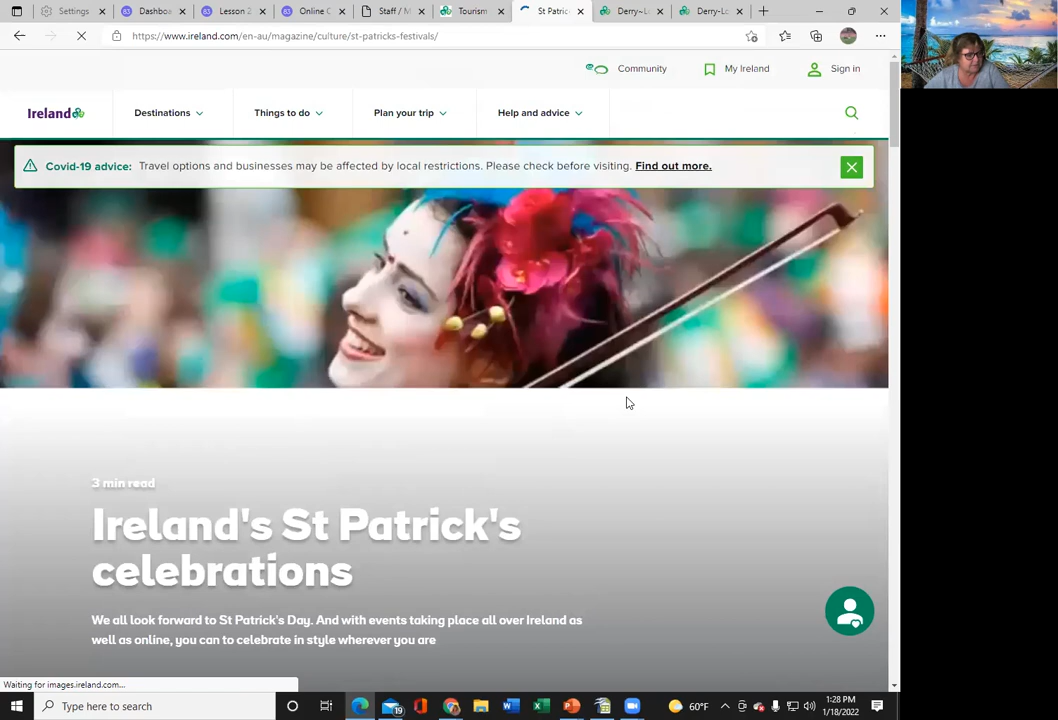 Settings
Dashboa
Lesson 2
Online C
Staff / M
Tourism
St Patric
Derry~L
Derry-Lo
https://www.ireland.com/en-au/magazine/culture/st-patricks-festivals/
Community
My Ireland
Sign in
Ireland
Destinations
Things to do
Plan your trip
Help and advice
Covid-19 advice: Travel options and businesses may be affected by local restrictions. Please check before visiting. Find out more.
3 min read
Ireland's St Patrick's
celebrations
We all look forward to St Patrick's Day. And with events taking place all over Ireland as
well as online, you can to celebrate in style wherever you are
Waiting for images.ireland.com...
Type here to search
19
60°F
1:28 PM
1/18/2022